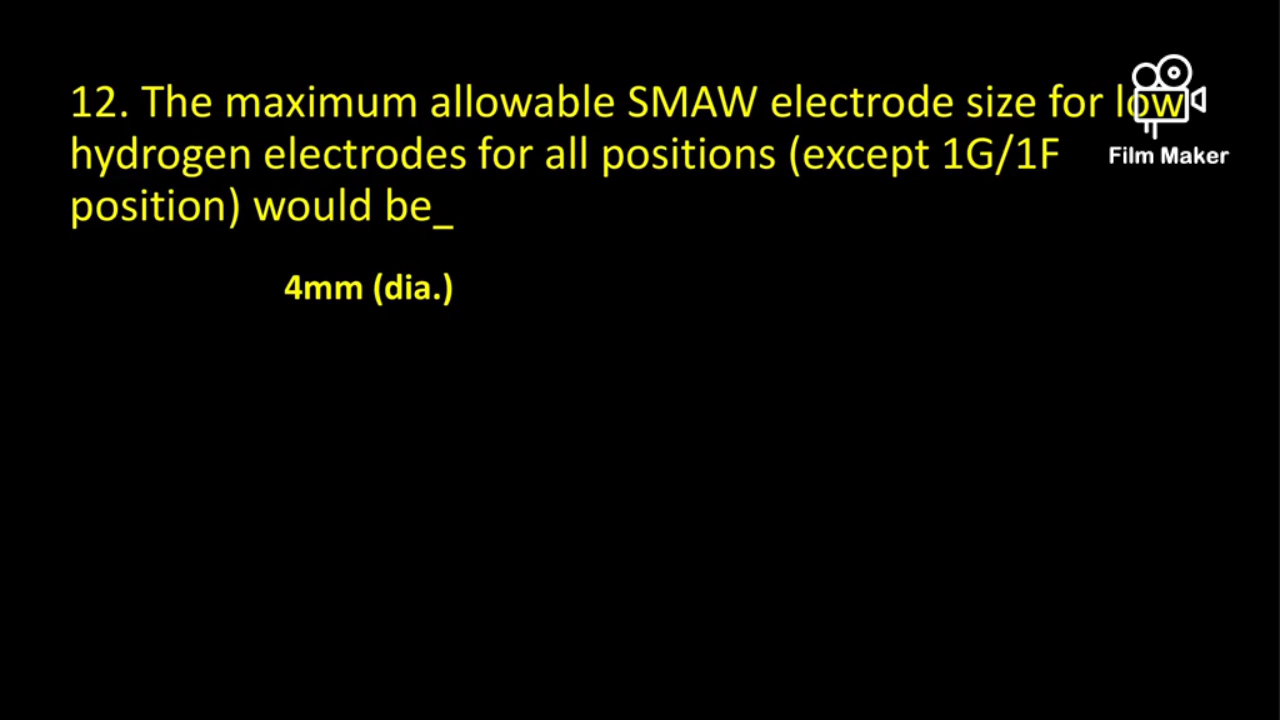 12. The maximum allowable SMAW electrode size for low
hydrogen electrodes for all positions (except 1G/1F
position) would be_
4mm (dia.)
Film Maker